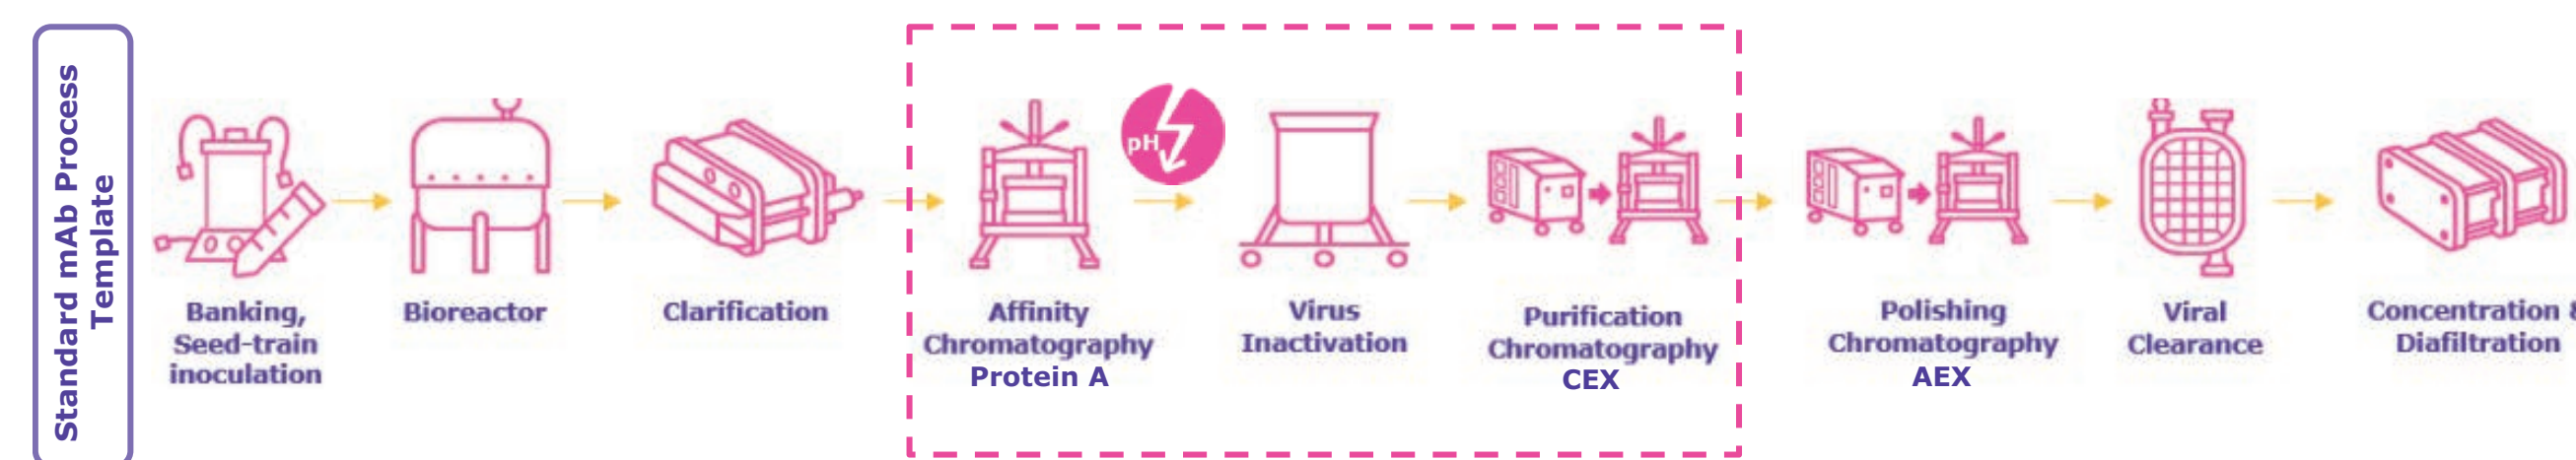 Standard mAb Process
Template
pH
Banking,
Seed-train
inoculation
Bioreactor
Clarification
Affinity
Chromatography
Protein A
Virus
Inactivation
Purification
Chromatography
CEX
Polishing
Chromatography
AEX
Viral
Clearance
Concentration &
Diafiltration